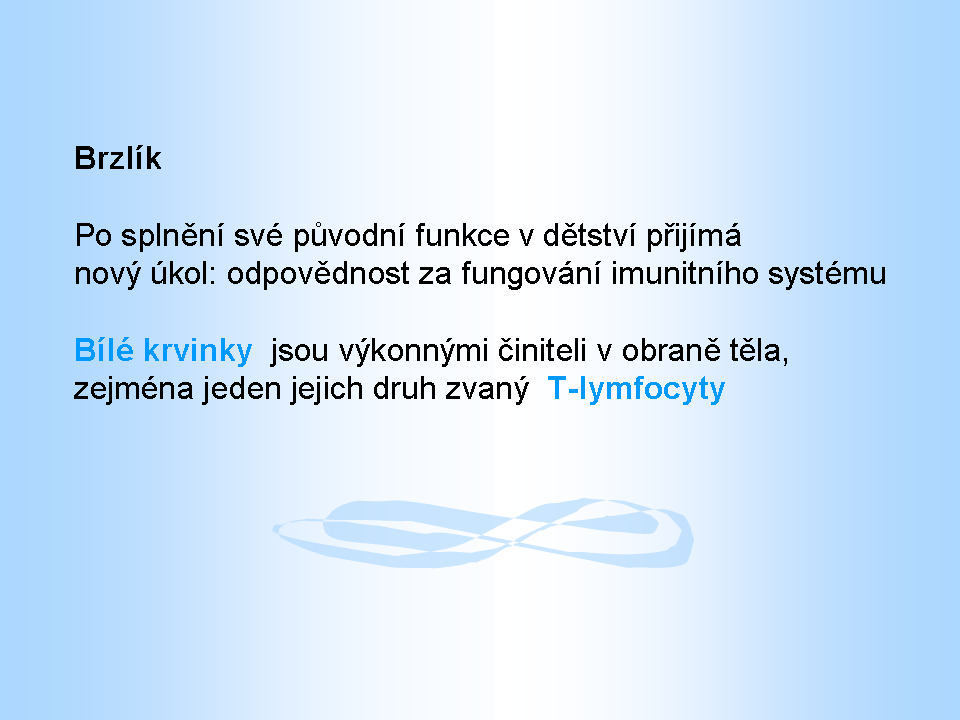 Brzlík
Po splnění své původní funkce v dětství přijímá
nový úkol: odpovědnost za fungování imunitního systému
Bílé krvinky jsou výkonnými činiteli v obraně těla,
zejména jeden jejich druh zvaný T-lymfocyty